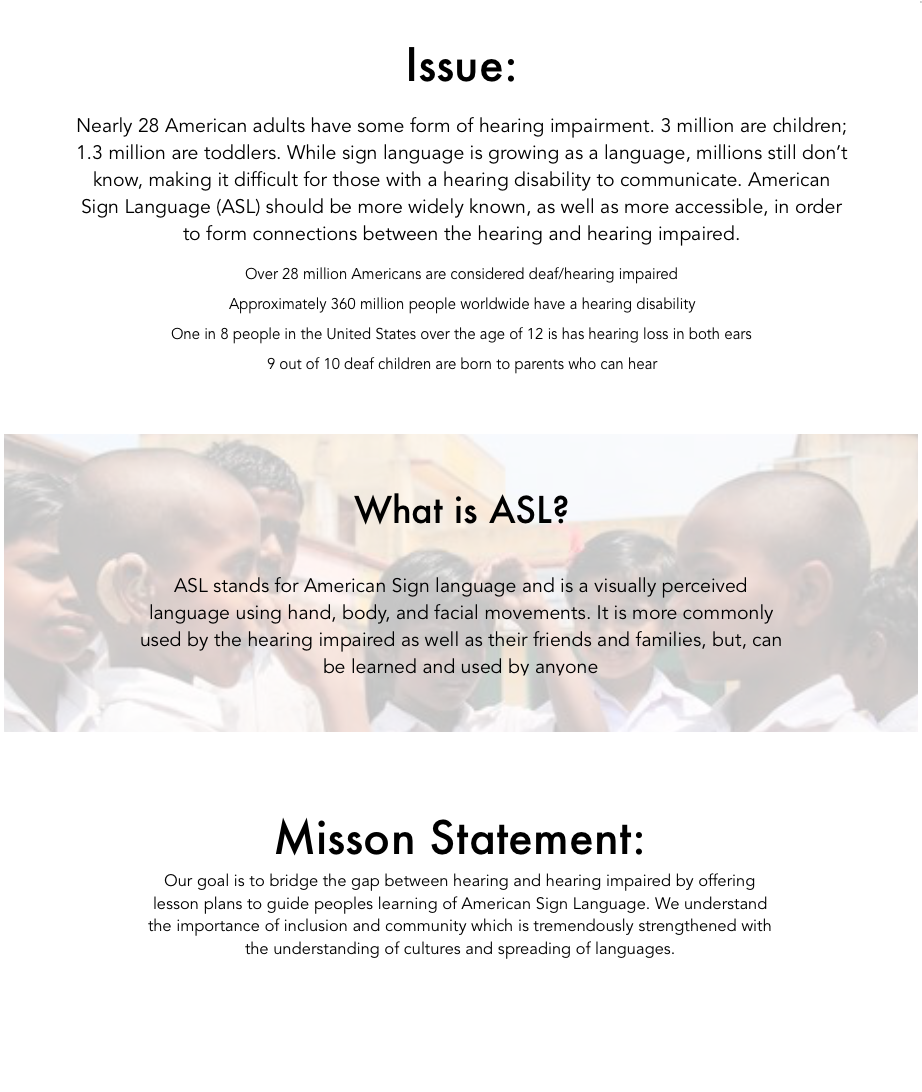 Issue:
Nearly 28 American adults have some form of hearing impairment. 3 million are children;
1.3 million are toddlers. While sign language is growing as a language, millions still don’t
know, making it difficult for those with a hearing disability to communicate. American
Sign Language (ASL) should be more widely known, as well as more accessible, in order
to form connections between the hearing and hearing impaired.
Over 28 million Americans are considered deaf/hearing impaired
Approximately 360 million people worldwide have a hearing disability
One in 8 people in the United States over the age of 12 is has hearing loss in both ears
9 out of 10 deaf children are born to parents who can hear
What is ASL?
ASL stands for American Sign language and is a visually perceived
language using hand, body, and facial movements. It is more commonly
used by the hearing impaired as well as their friends and families, but, can
be learned and used by anyone
Misson Statement:
Our goal is to bridge the gap between hearing and hearing impaired by offering
lesson plans to guide peoples learning of American Sign Language. We understand
the importance of inclusion and community which is tremendously strengthened with
the understanding of cultures and spreading of languages.